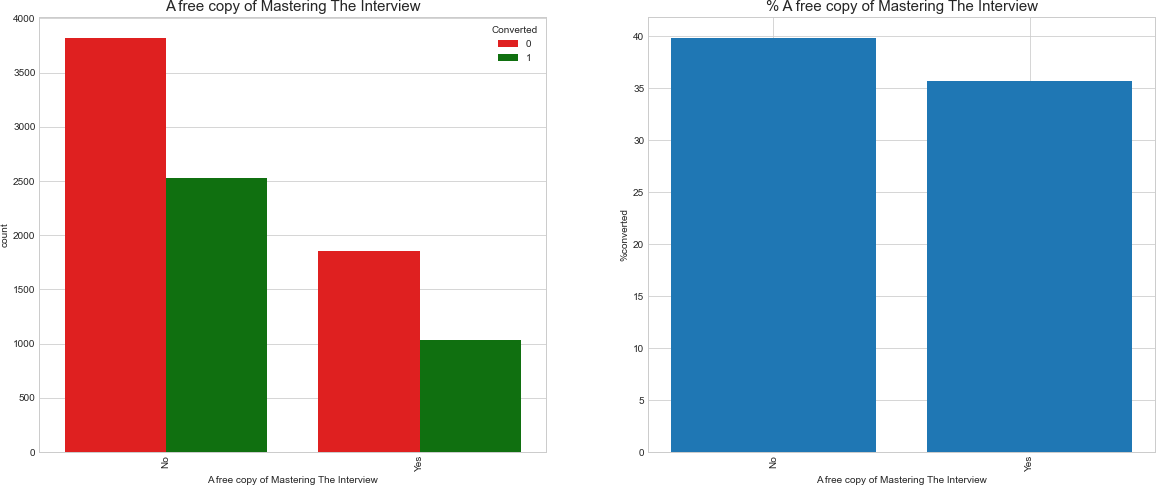 A free copy of Mastering The Interview
4000
3500
3000
2500
2000
1500
1000
500
0
count
Converted
0
1
No
Yes
A free copy of Mastering The Interview
% A free copy of Mastering The Interview
40
35
30
25
20
15
10
5
0
%converted
No
Yes
A free copy of Mastering The Interview